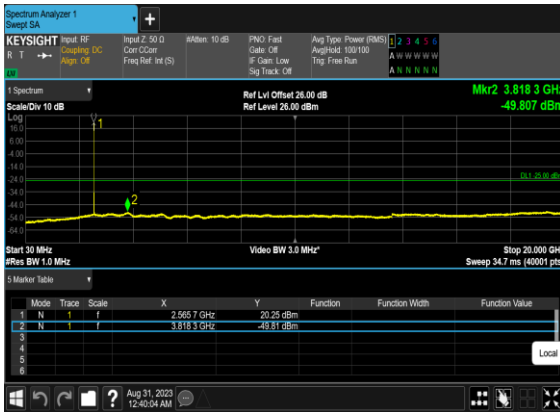 Spectrum Analyzer 1
Swept SA
+
KEYSIGHT
R T
LXI
Input: RF
Coupling: DC
Align: Off
Input Z: 50 Ω
Corr CCorr
Freq Ref: Int (S)
#Atten: 10 dB
PNO: Fast
Gate: Off
IF Gain: Low
Sig Track: Off
Avg Type: Power (RMS)
Avg|Hold: 100/100
Trig: Free Run
1 2 3 4 5 6
A W W W W W
A N N N N N
1 Spectrum
Scale/Div 10 dB
Ref Lvl Offset 26.00 dB
Ref Level 26.00 dBm
Mkr2 3.818 3 GHz
-49.807 dBm
Log
16.0
6.00
-4.00
-14.0
-24.0
-34.0
-44.0
-54.0
-64.0
1
2
DL1 -25.00 dBm
Start 30 MHz
#Res BW 1.0 MHz
Video BW 3.0 MHz*
Stop 20.000 GHz
Sweep 34.7 ms (40001 pts)
5 Marker Table
Mode Trace Scale X Y Function Function Width Function Value
1 N 1 f 2.565 7 GHz 20.25 dBm
2 N 1 f 3.818 3 GHz -49.81 dBm
3
4
5
6
Local
?
Aug 31, 2023
12:40:04 AM